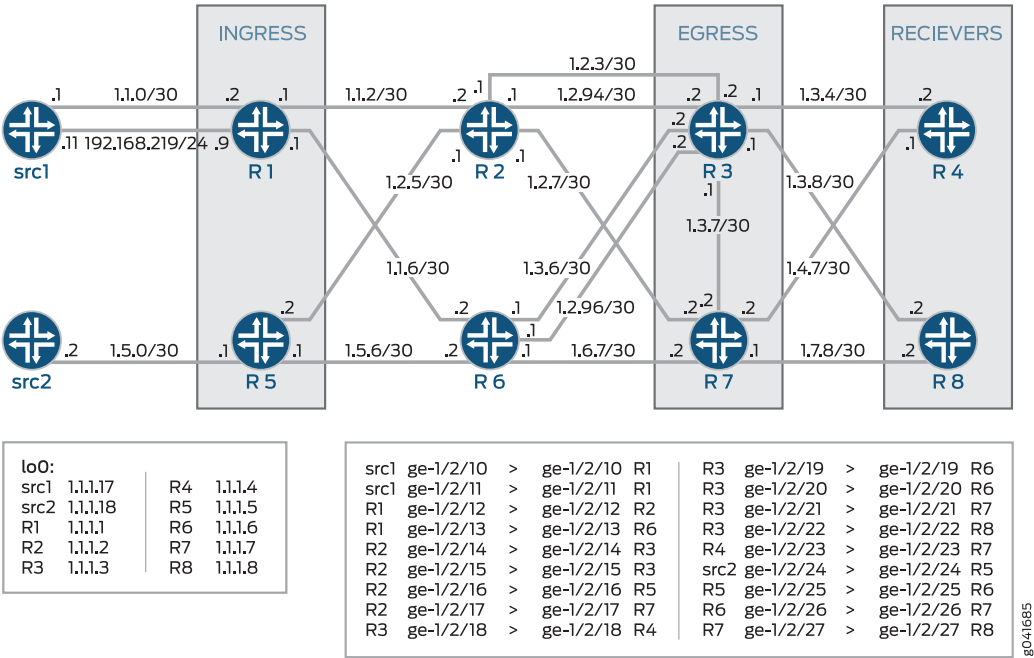 INGRESS
EGRESS
RECIEVERS
1.2.3/30
.1
.1
1.1.0/30
.2
.1
1.1.2/30
.2
.1
1.2.94/30
.2
.2
.1
1.3.4/30
.2
.11
192.168.219/24
.9
.1
.2
.2
src1
R 1
.1
R 2
.1
R 3
.1
.1
R 4
1.2.5/30
1.2.7/30
.1
1.3.8/30
1.3.7/30
1.1.6/30
1.3.6/30
1.4.7/30
1.2.96/30
.2
.2
.1
.2
.2
.2
.2
.1
.2
1.5.0/30
.1
.1
1.5.6/30
.2
.1
1.6.7/30
.2
.1
1.7.8/30
.2
src2
R 5
R 6
R 7
R 8
lo0:
src1 1.1.1.17 R4 1.1.1.4
src2 1.1.1.18 R5 1.1.1.5
R1 1.1.1.1 R6 1.1.1.6
R2 1.1.1.2 R7 1.1.1.7
R3 1.1.1.3 R8 1.1.1.8
src1 ge-1/2/10 > ge-1/2/10 R1 R3 ge-1/2/19 > ge-1/2/19 R6
src1 ge-1/2/11 > ge-1/2/11 R1 R3 ge-1/2/20 > ge-1/2/20 R6
R1 ge-1/2/12 > ge-1/2/12 R2 R3 ge-1/2/21 > ge-1/2/21 R7
R1 ge-1/2/13 > ge-1/2/13 R6 R3 ge-1/2/22 > ge-1/2/22 R8
R2 ge-1/2/14 > ge-1/2/14 R3 R4 ge-1/2/23 > ge-1/2/23 R7
R2 ge-1/2/15 > ge-1/2/15 R3 src2 ge-1/2/24 > ge-1/2/24 R5
R2 ge-1/2/16 > ge-1/2/16 R5 R5 ge-1/2/25 > ge-1/2/25 R6
R2 ge-1/2/17 > ge-1/2/17 R7 R6 ge-1/2/26 > ge-1/2/26 R7
R3 ge-1/2/18 > ge-1/2/18 R4 R7 ge-1/2/27 > ge-1/2/27 R8
g041685